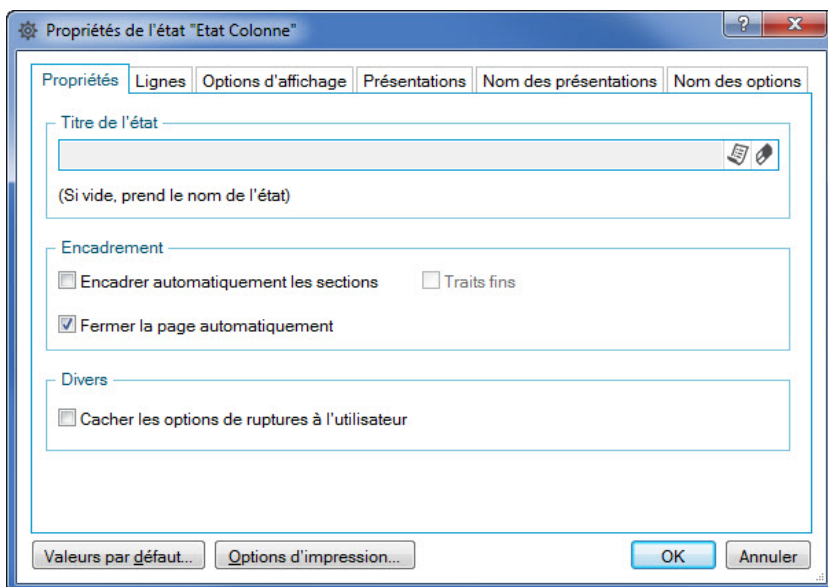 Propriétés de l'état "Etat Colonne"
?
Propriétés Lignes Options d'affichage Présentations Nom des présentations Nom des options
Titre de l'état
(Si vide, prend le nom de l'état)
Encadrement
Encadrer automatiquement les sections Traits fins
Fermer la page automatiquement
Divers
Cacher les options de ruptures à l'utilisateur
Valeurs par défaut... Options d'impression... OK Annuler